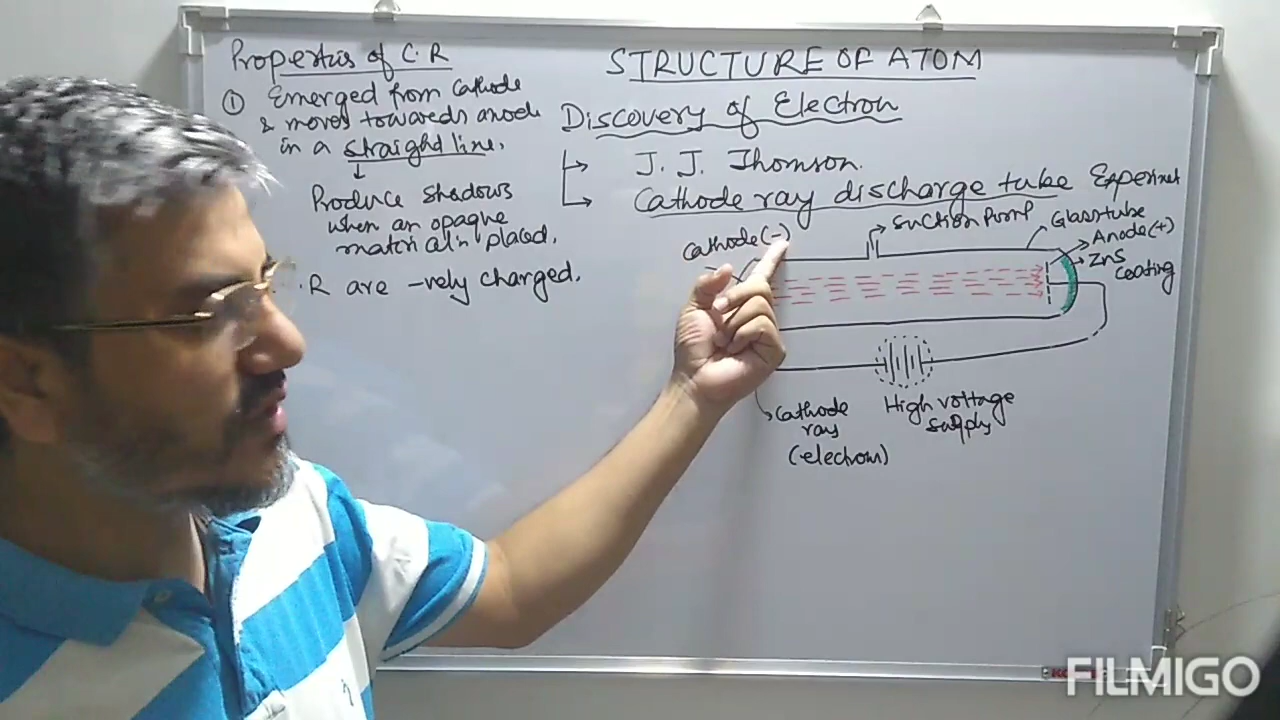 Properties of C.R
① Emerged from cathode
& moves towards anode
in a straight line.
↓
Produce shadows
when an opaque
material is placed.
.R are -vely charged.
STRUCTURE OF ATOM
Discovery of Electron
→ J. J. Thomson.
→ Cathode ray discharge tube Experiment
Cathode(-)
Suction Pump
Glass tube
Anode(+)
ZnS
coating
Cathode
ray
(electrons)
High voltage
supply
FILMIGO